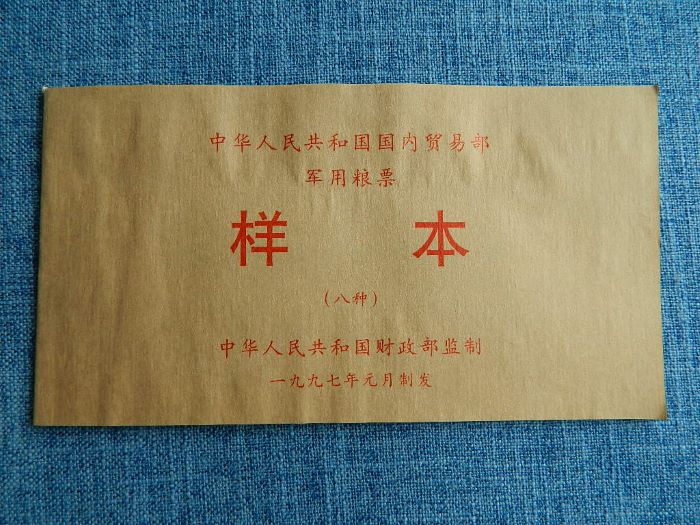 中华人民共和国国内贸易部
军用粮票
样 本
（八种）
中华人民共和国财政部监制
一九九七年元月制发